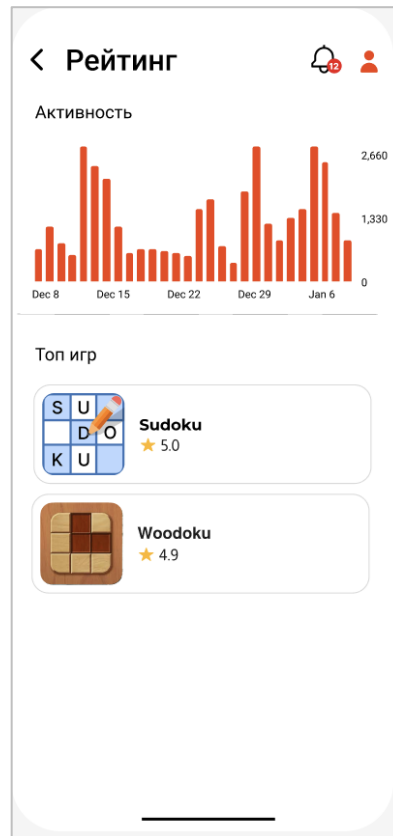 Рейтинг
12
Активность
2,660
1,330
0
Dec 8 Dec 15 Dec 22 Dec 29 Jan 6
Топ игр
S U
D O
K U
Sudoku
5.0
Woodoku
4.9